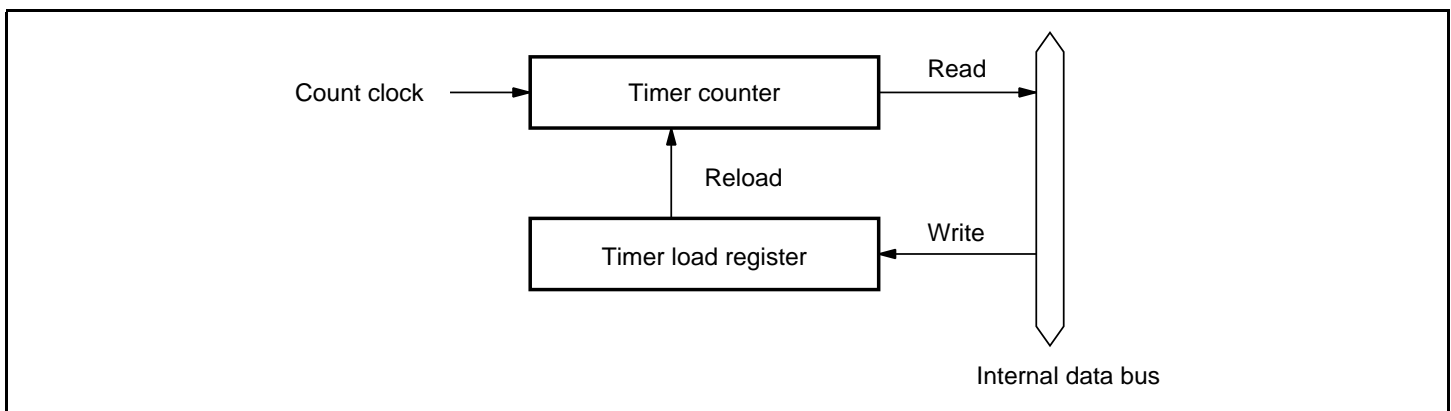 Count clock
Timer counter
Read
Reload
Timer load register
Write
Internal data bus